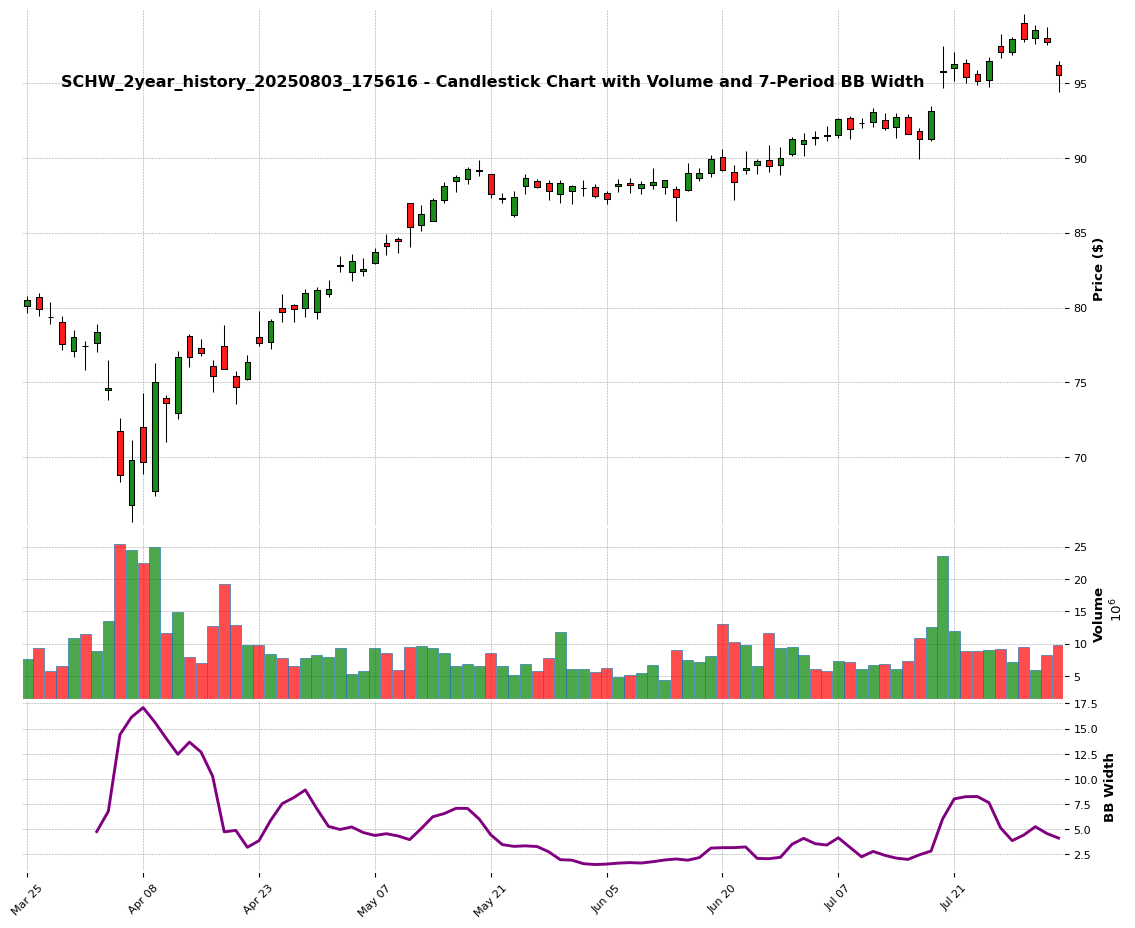 SCHW_2year_history_20250803_175616 - Candlestick Chart with Volume and 7-Period BB Width
95
90
85
80
75
70
Price ($)
25
20
15
10
5
Volume
10^6
17.5
15.0
12.5
10.0
7.5
5.0
2.5
BB Width
Mar 25
Apr 08
Apr 23
May 07
May 21
Jun 05
Jun 20
Jul 07
Jul 21